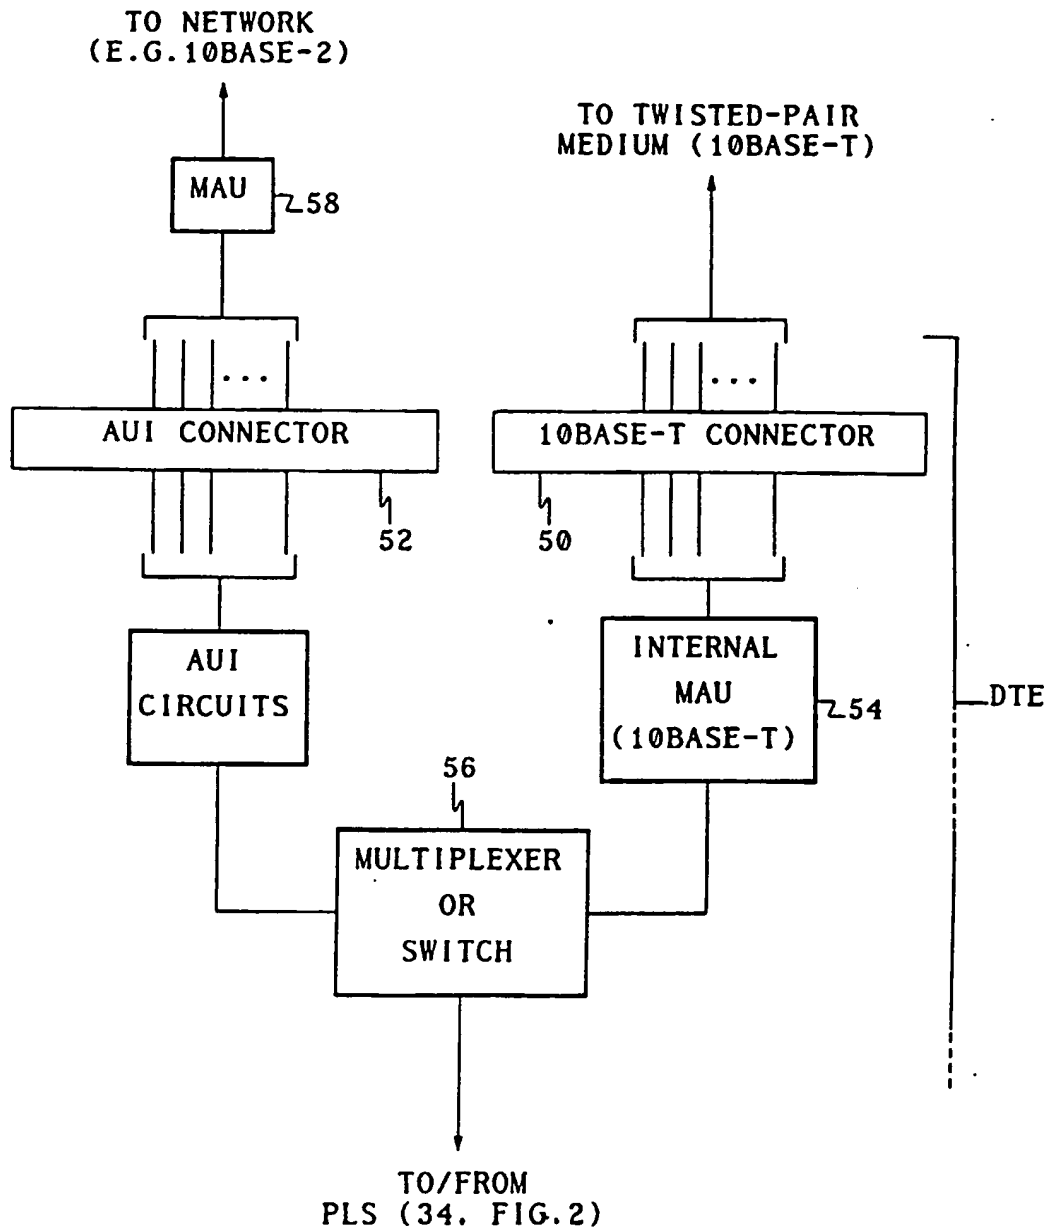 TO NETWORK
(E.G.10BASE-2)
TO TWISTED-PAIR
MEDIUM (10BASE-T)
MAU
58
...
...
AUI CONNECTOR
10BASE-T CONNECTOR
52
50
AUI
CIRCUITS
INTERNAL
MAU
(10BASE-T)
54
DTE
56
MULTIPLEXER
OR
SWITCH
TO/FROM
PLS (34. FIG.2)